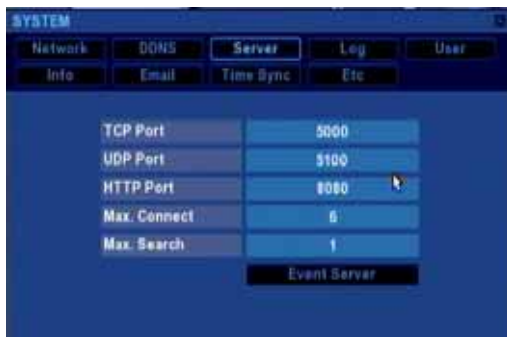 SYSTEM
Network DDNS Server Log User
Info Email Time Sync Etc
TCP Port 5000
UDP Port 5100
HTTP Port 8080
Max. Connect 6
Max. Search 1
Event Server